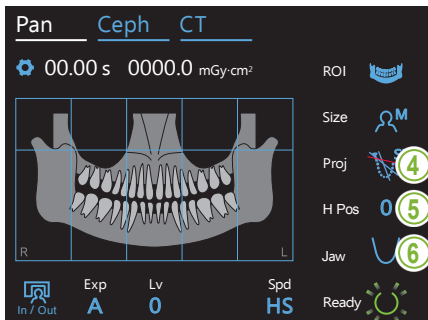 Pan Ceph CT
00.00 s 0000.0 mGy·cm²
ROI
Size M
Proj S 4
H Pos 0 5
Jaw 6
R L
In / Out
Exp Lv Spd
A 0 HS
Ready